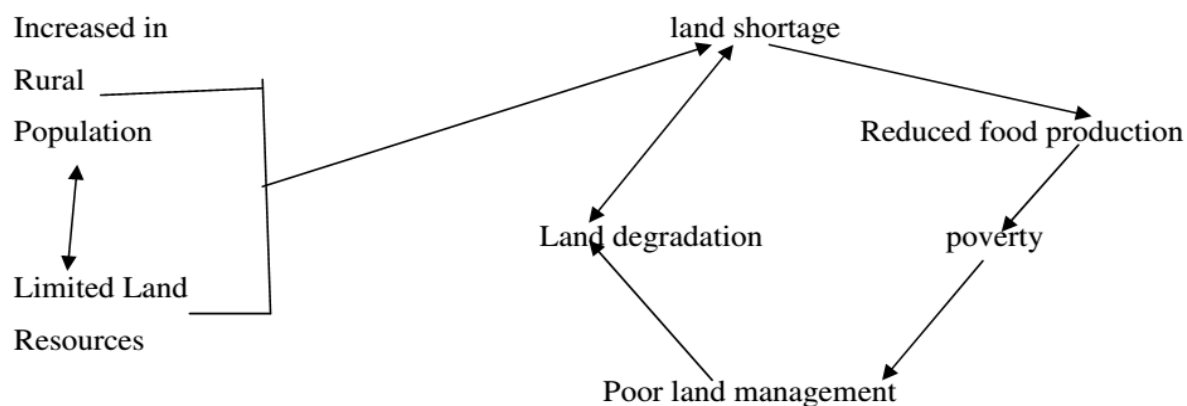 Increased in
Rural
Population
Limited Land
Resources
land shortage
Reduced food production
Land degradation
poverty
Poor land management